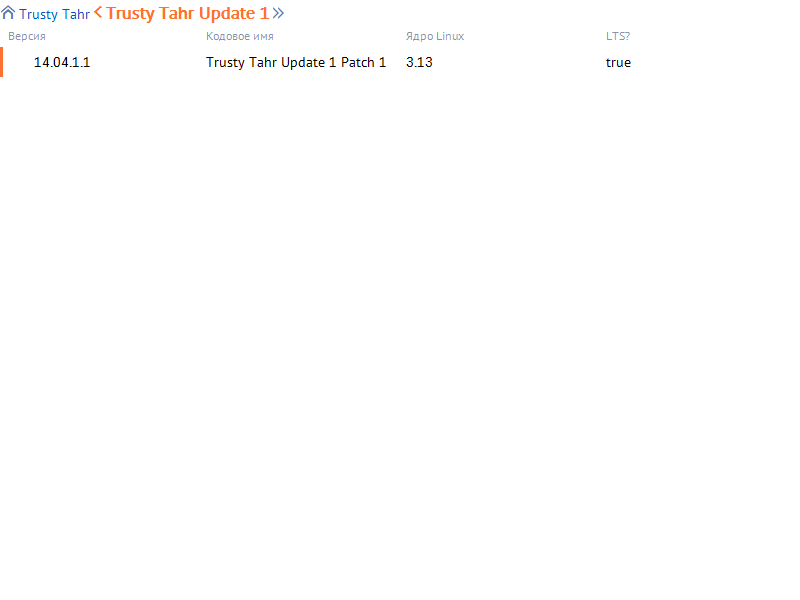 Trusty Tahr < Trusty Tahr Update 1 »
Версия Кодовое имя Ядро Linux LTS?
14.04.1.1 Trusty Tahr Update 1 Patch 1 3.13 true